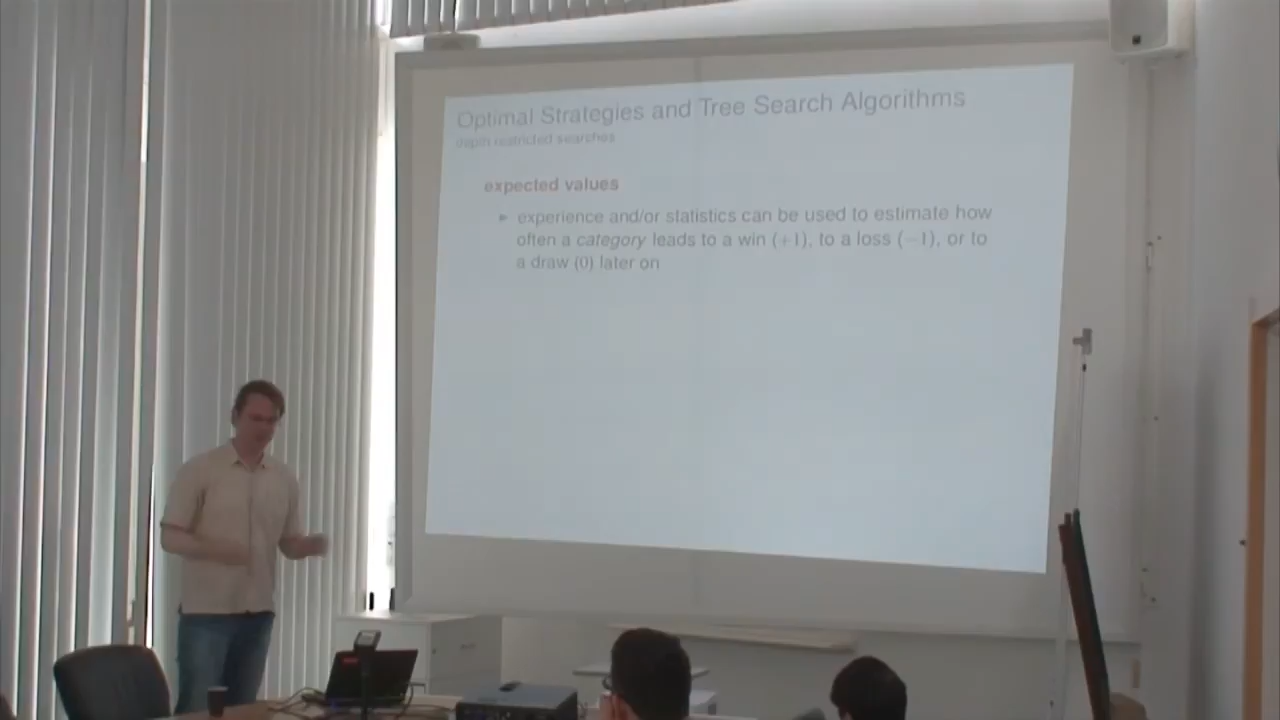 Optimal Strategies and Tree Search Algorithms
depth restricted searches
expected values
► experience and/or statistics can be used to estimate how
often a category leads to a win (+1), to a loss (−1), or to
a draw (0) later on